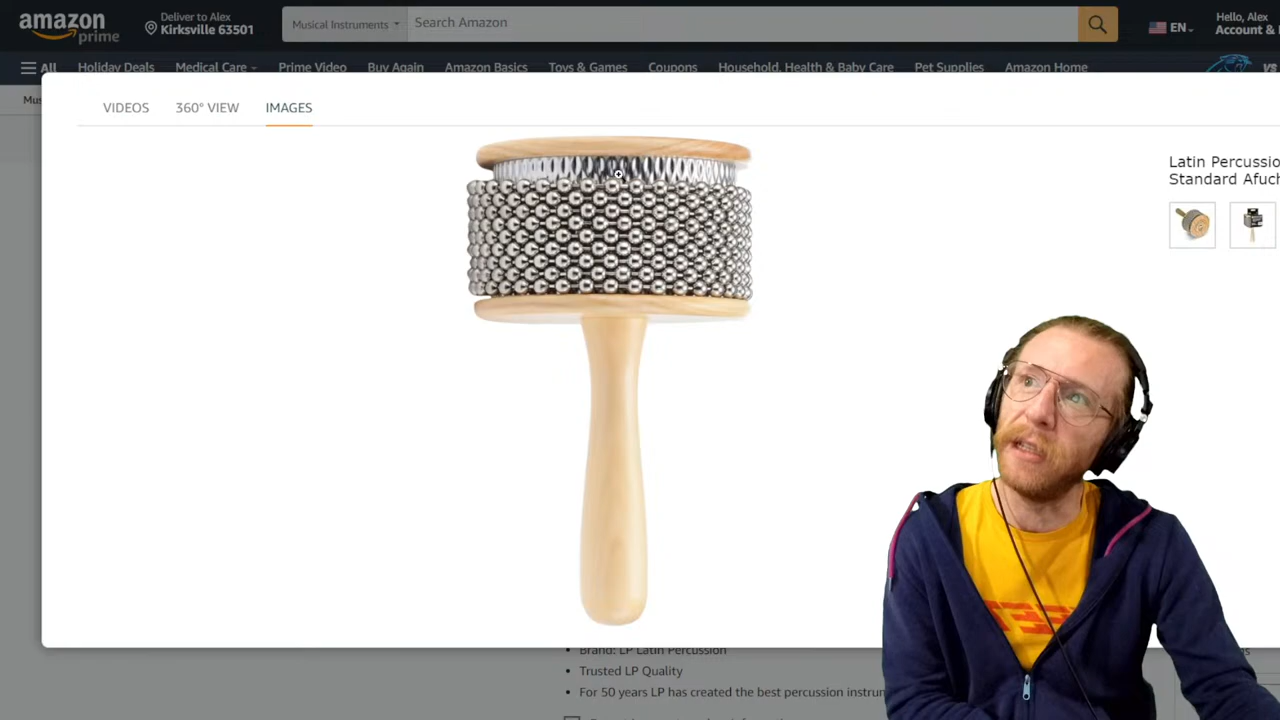 amazon
prime
Deliver to Alex
Kirksville 63501
Musical Instruments
Search Amazon
EN
Hello, Alex
Account &
All
Holiday Deals
Medical Care
Prime Video
Buy Again
Amazon Basics
Toys & Games
Coupons
Household, Health & Baby Care
Pet Supplies
Amazon Home
VS
Mus
VIDEOS
360° VIEW
IMAGES
Latin Percussio
Standard Afuch
Brand: LP Latin Percussion
Trusted LP Quality
For 50 years LP has created the best percussion instrum